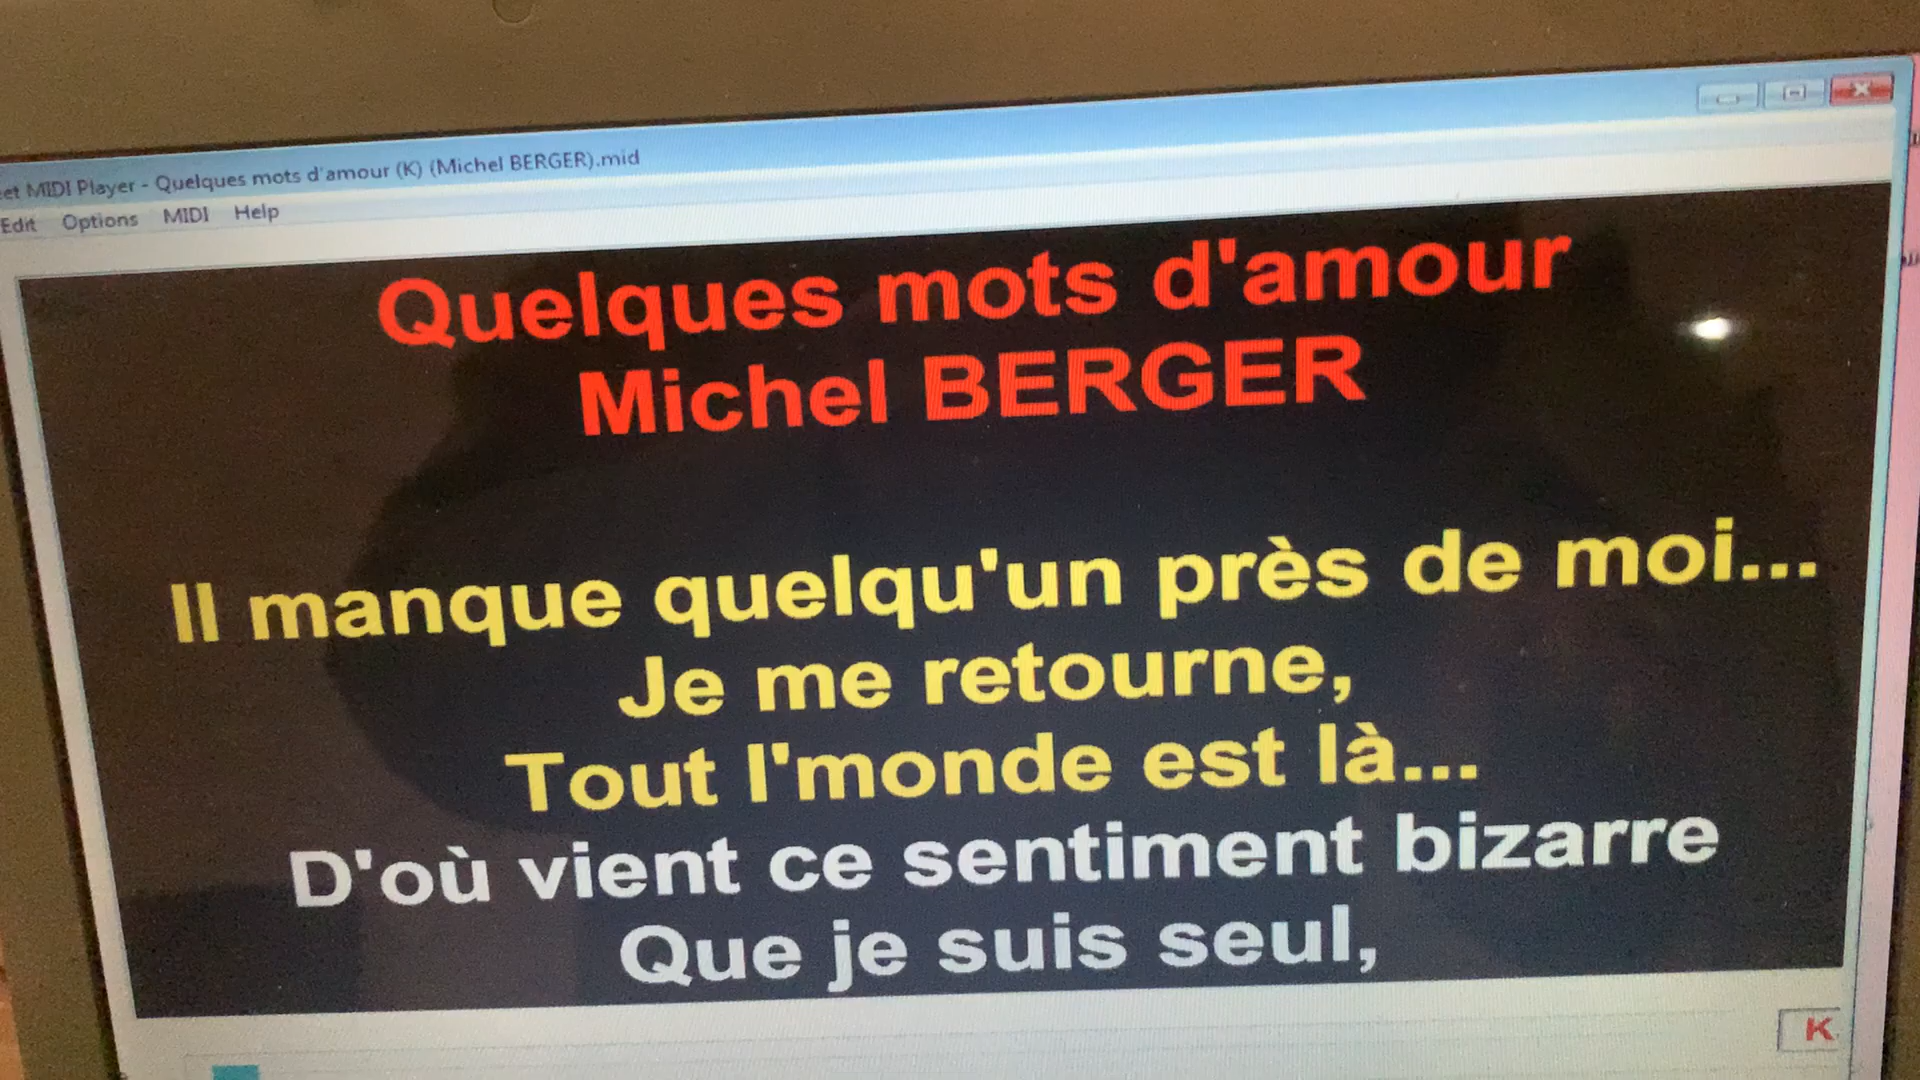 MIDI Player - Quelques mots d'amour (K) (Michel BERGER).mid
Edit Options MIDI Help
Quelques mots d'amour
Michel BERGER
Il manque quelqu'un près de moi...
Je me retourne,
Tout l'monde est là...
D'où vient ce sentiment bizarre
Que je suis seul,
K